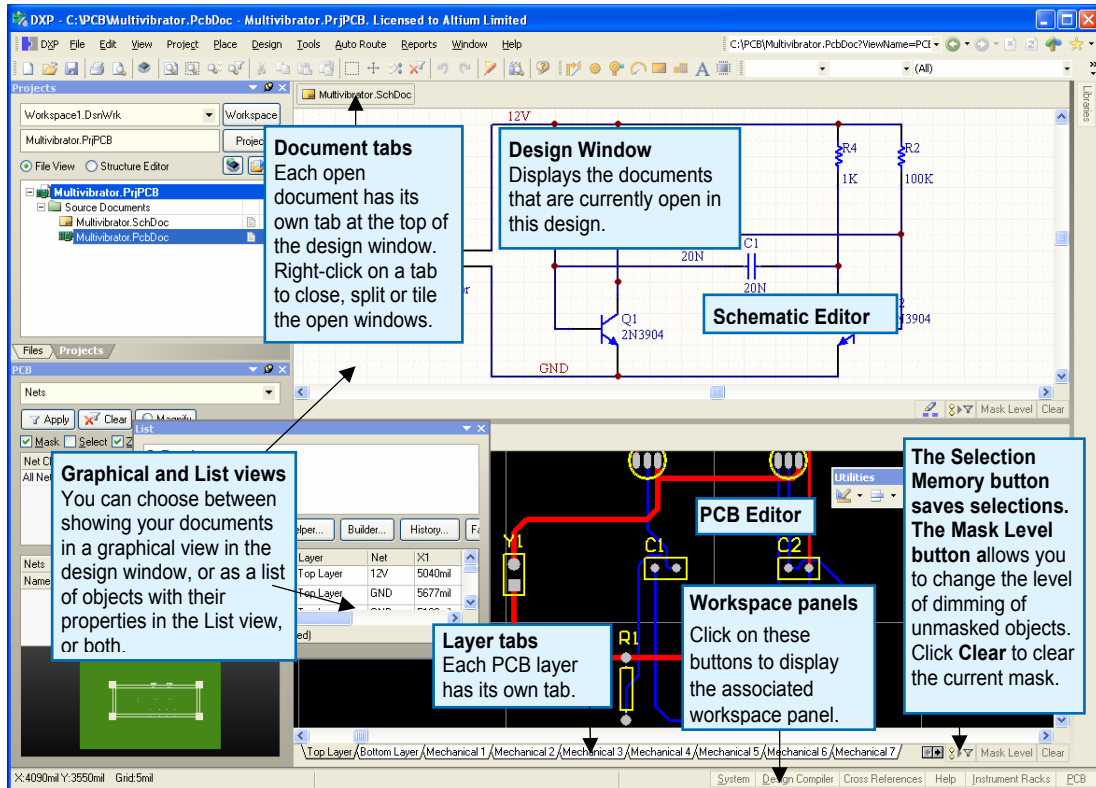 DXP - C:\PCB\Multivibrator.PcbDoc - Multivibrator.PrjPCB. Licensed to Altium Limited
DXP File Edit View Project Place Design Tools Auto Route Reports Window Help
C:\PCB\Multivibrator.PcbDoc?ViewName=PCI
(All)
Projects
Workspace1.DsnWrk
Workspace
Multivibrator.PrjPCB
Projec
File View Structure Editor
Multivibrator.PrjPCB
Source Documents
Multivibrator.SchDoc
Multivibrator.PcbDoc
Files Projects
Multivibrator.SchDoc
Libraries
Document tabs
Each open
document has its
own tab at the top of
the design window.
Right-click on a tab
to close, split or tile
the open windows.
12V
Design Window
Displays the documents
that are currently open in
this design.
R4
R2
1K
100K
C1
20N
20N
Schematic Editor
Q1
2N3904
2
N3904
GND
Mask Level Clear
PCB
Nets
Apply Clear Magnify
Mask Select Z
Net Cl
All Net
Nets
Name
List
Graphical and List views
You can choose between
showing your documents
in a graphical view in the
design window, or as a list
of objects with their
properties in the List view,
or both.
elper... Builder... History... Fa
Layer Net X1
Top Layer 12V 5040mil
Top Layer GND 5677mil
ed)
Utilities
PCB Editor
Y1
C1
C2
R1
The Selection
Memory button
saves selections.
The Mask Level
button allows you
to change the level
of dimming of
unmasked objects.
Click Clear to clear
the current mask.
Layer tabs
Each PCB layer
has its own tab.
Workspace panels
Click on these
buttons to display
the associated
workspace panel.
Top Layer Bottom Layer Mechanical 1 Mechanical 2 Mechanical 3 Mechanical 4 Mechanical 5 Mechanical 6 Mechanical 7
Mask Level Clear
X:4090mil Y:3550mil Grid:5mil
System Design Compiler Cross References Help Instrument Racks PCB